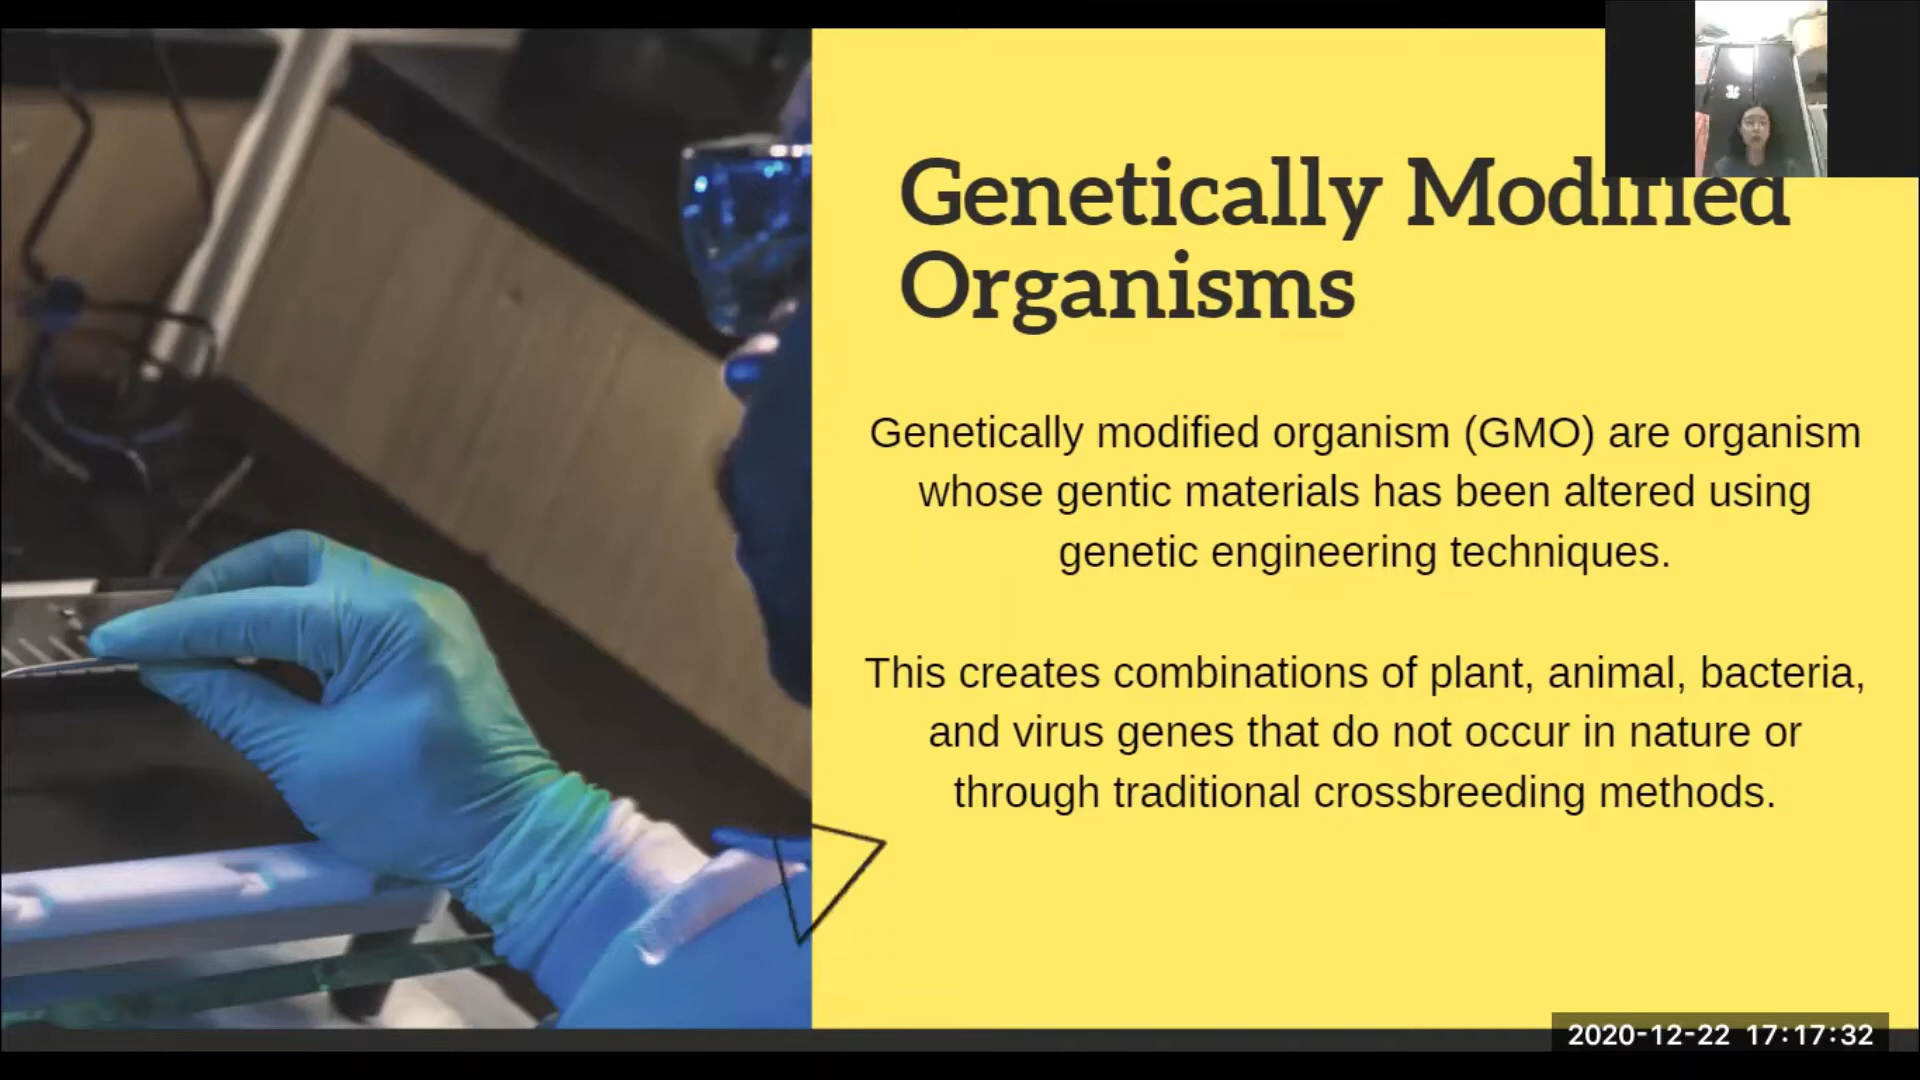 Genetically Modified
Organisms
Genetically modified organism (GMO) are organism
whose gentic materials has been altered using
genetic engineering techniques.
This creates combinations of plant, animal, bacteria,
and virus genes that do not occur in nature or
through traditional crossbreeding methods.
2020-12-22 17:17:32